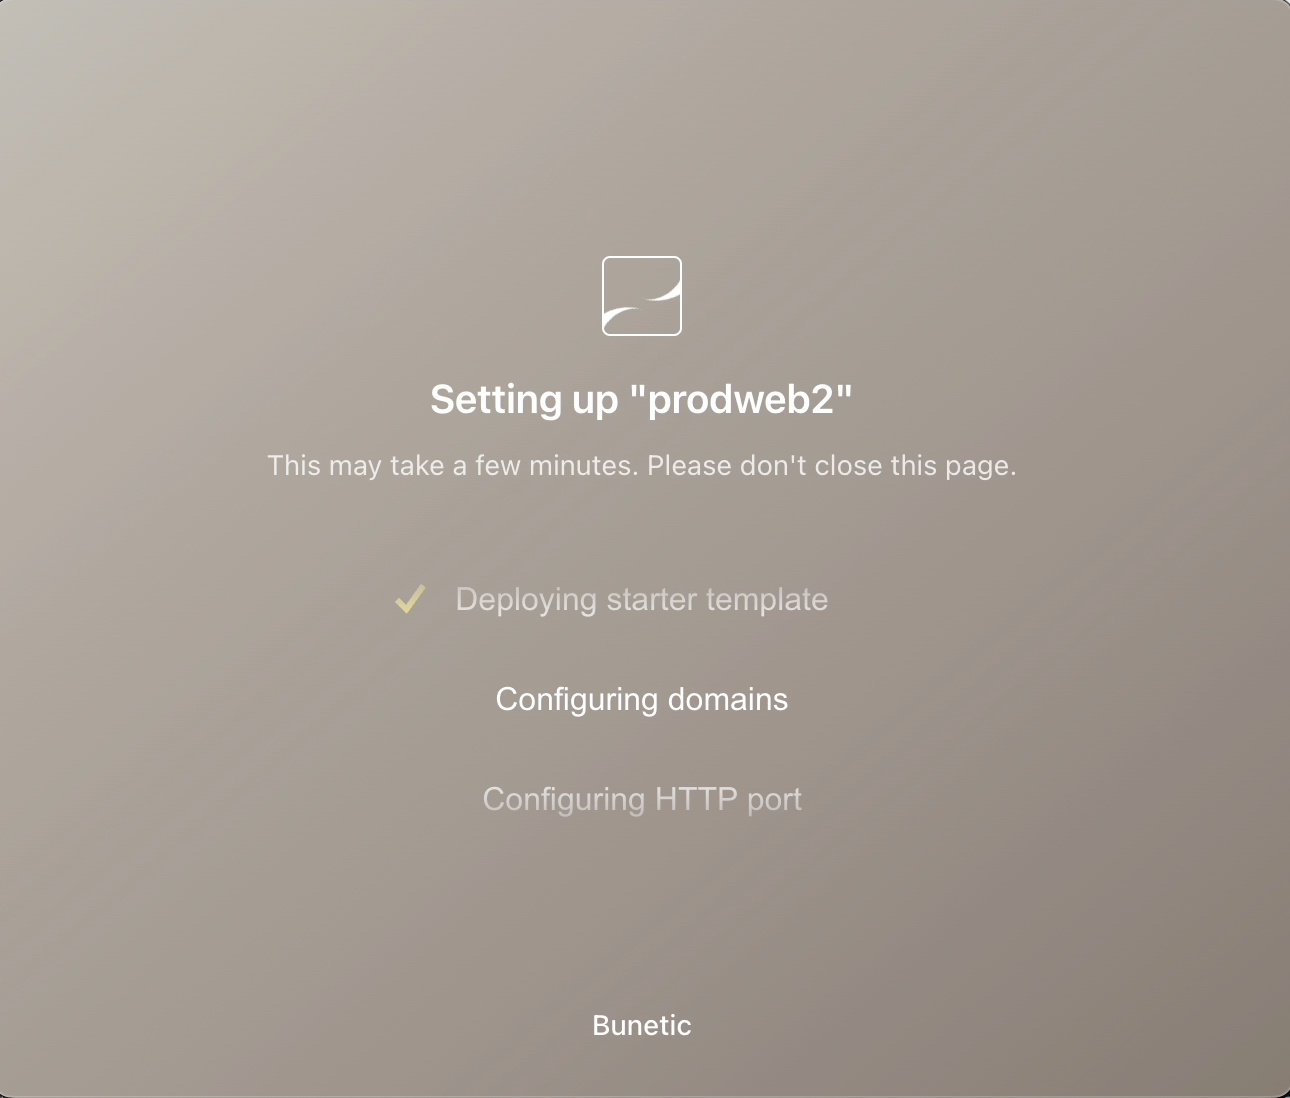 Setting up "prodweb2"
This may take a few minutes. Please don't close this page.
Deploying starter template
Configuring domains
Configuring HTTP port
Bunetic